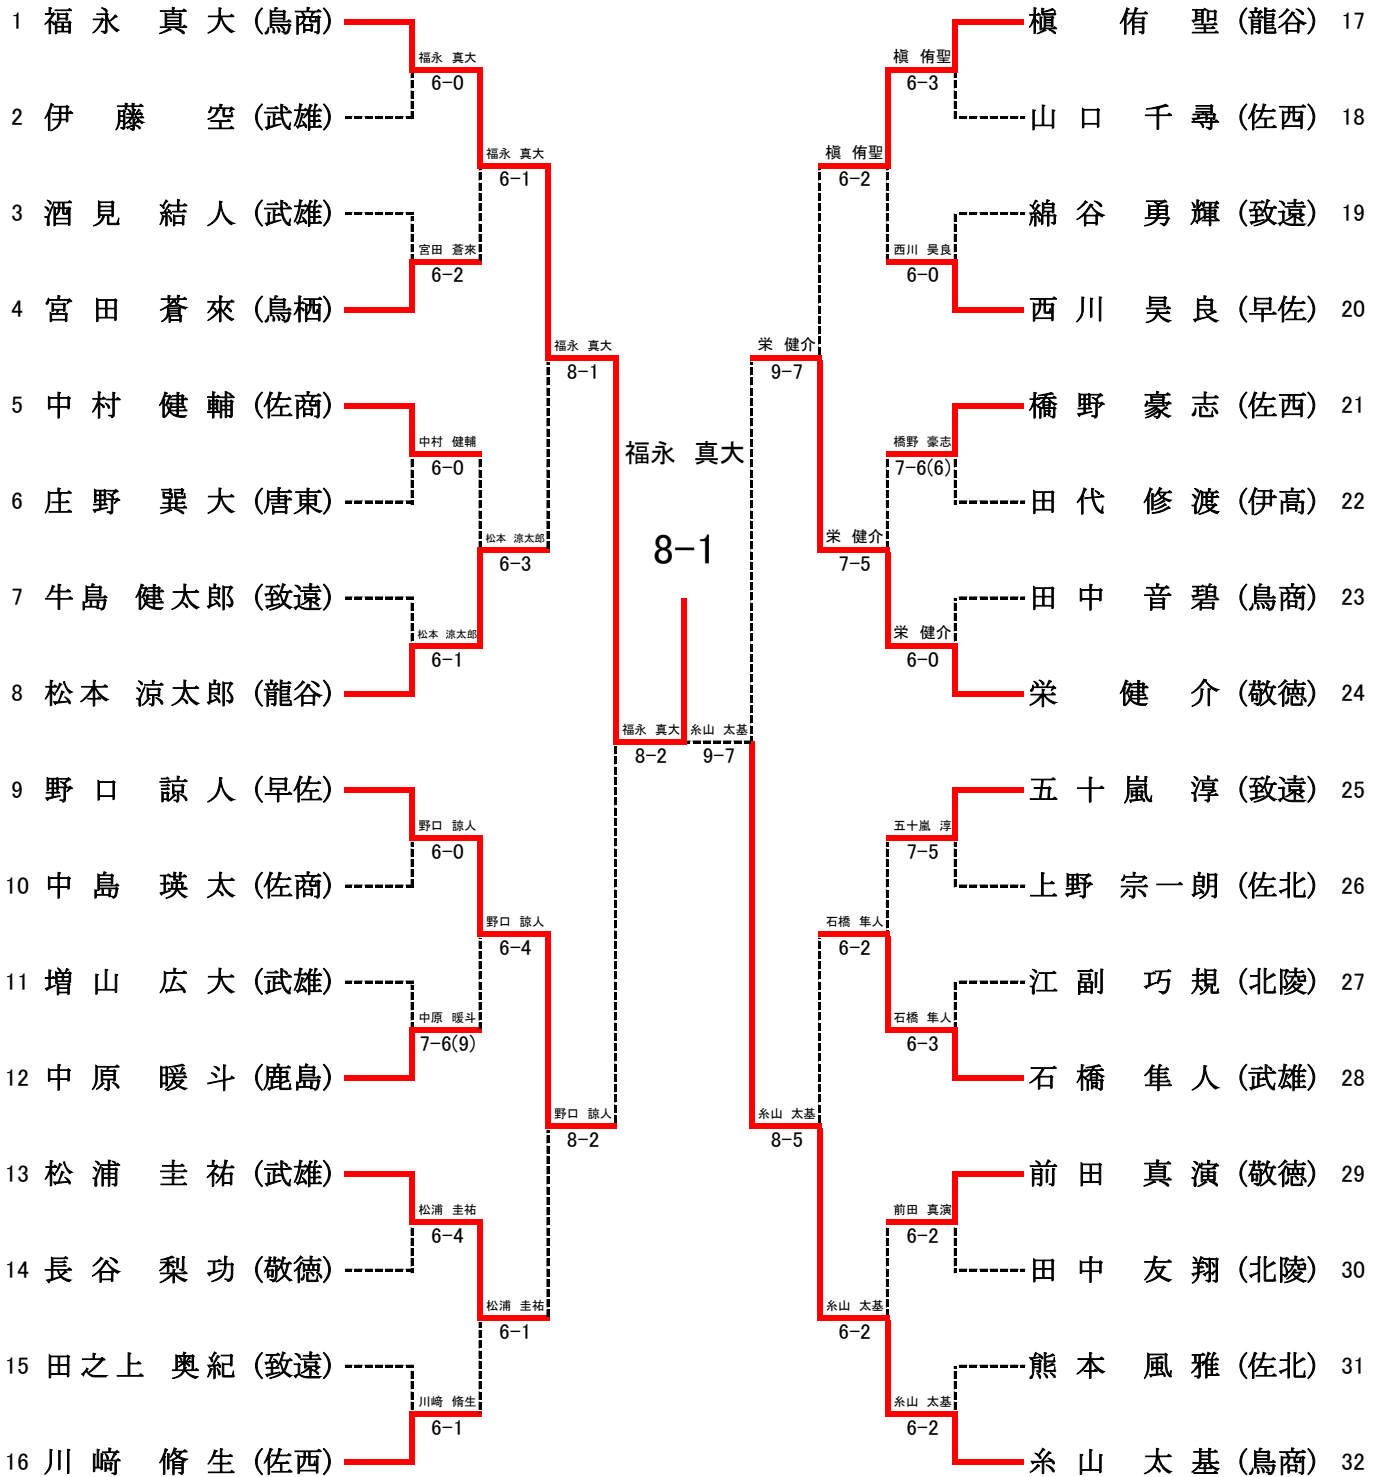 1 福永 真大 (鳥商)
2 伊藤 空 (武雄)
3 酒見 結人 (武雄)
4 宮田 蒼來 (鳥栖)
5 中村 健輔 (佐商)
6 庄野 巽大 (唐東)
7 牛島 健太郎 (致遠)
8 松本 涼太郎 (龍谷)
9 野口 諒人 (早佐)
10 中島 瑛太 (佐商)
11 増山 広大 (武雄)
12 中原 暖斗 (鹿島)
13 松浦 圭祐 (武雄)
14 長谷 梨功 (敬徳)
15 田之上 奥紀 (致遠)
16 川﨑 脩生 (佐西)
福永 真大
6-0
宮田 蒼來
6-2
中村 健輔
6-0
松本 涼太郎
6-1
野口 諒人
6-0
中原 暖斗
7-6(9)
松浦 圭祐
6-4
川﨑 脩生
6-1
福永 真大
6-1
松本 涼太郎
6-3
野口 諒人
6-4
松浦 圭祐
6-1
福永 真大
8-1
野口 諒人
8-2
福永 真大
8-2
福永 真大
8-1
糸山 太基
9-7
栄 健介
9-7
糸山 太基
8-5
槇 侑聖
6-2
栄 健介
7-5
石橋 隼人
6-2
糸山 太基
6-2
槇 侑聖
6-3
西川 昊良
6-0
橋野 豪志
7-6(6)
栄 健介
6-0
五十嵐 淳
7-5
石橋 隼人
6-3
前田 真演
6-2
糸山 太基
6-2
槇 侑聖 (龍谷) 17
山口 千尋 (佐西) 18
綿谷 勇輝 (致遠) 19
西川 昊良 (早佐) 20
橋野 豪志 (佐西) 21
田代 修渡 (伊高) 22
田中 音碧 (鳥商) 23
栄 健介 (敬徳) 24
五十嵐 淳 (致遠) 25
上野 宗一朗 (佐北) 26
江副 巧規 (北陵) 27
石橋 隼人 (武雄) 28
前田 真演 (敬徳) 29
田中 友翔 (北陵) 30
熊本 風雅 (佐北) 31
糸山 太基 (鳥商) 32